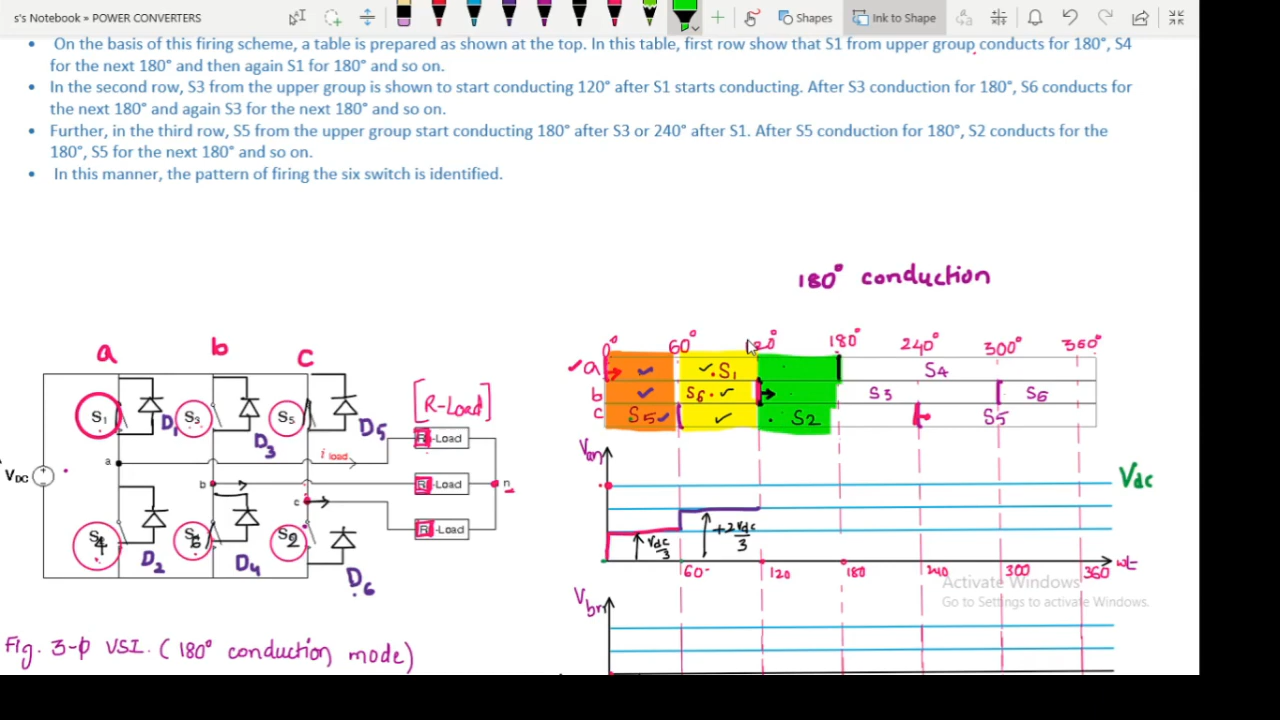 s's Notebook » POWER CONVERTERS
Shapes
Ink to Shape
• On the basis of this firing scheme, a table is prepared as shown at the top. In this table, first row show that S1 from upper group conducts for 180°, S4
for the next 180° and then again S1 for 180° and so on.
• In the second row, S3 from the upper group is shown to start conducting 120° after S1 starts conducting. After S3 conduction for 180°, S6 conducts for
the next 180° and again S3 for the next 180° and so on.
• Further, in the third row, S5 from the upper group start conducting 180° after S3 or 240° after S1. After S5 conduction for 180°, S2 conducts for the
180°, S5 for the next 180° and so on.
• In this manner, the pattern of firing the six switch is identified.
180° conduction
0° 60° 120° 180° 240° 300° 360°
a S1 S4
b S6 S3 S6
c S5 S2 S5
a b c
S1 D1 S3 D3 S5 D5
[R-Load]
R-Load
i load
a
VDC
b
R-Load
n
c
R-Load
S4 D2 S6 D4 S2 D6
Van
Vdc
Vdc/3
+2Vdc/3
60° 120 180 240 300 360 wt
Vbn
Activate Windows
Go to Settings to activate Windows.
Fig. 3-ϕ VSI. (180° conduction mode)